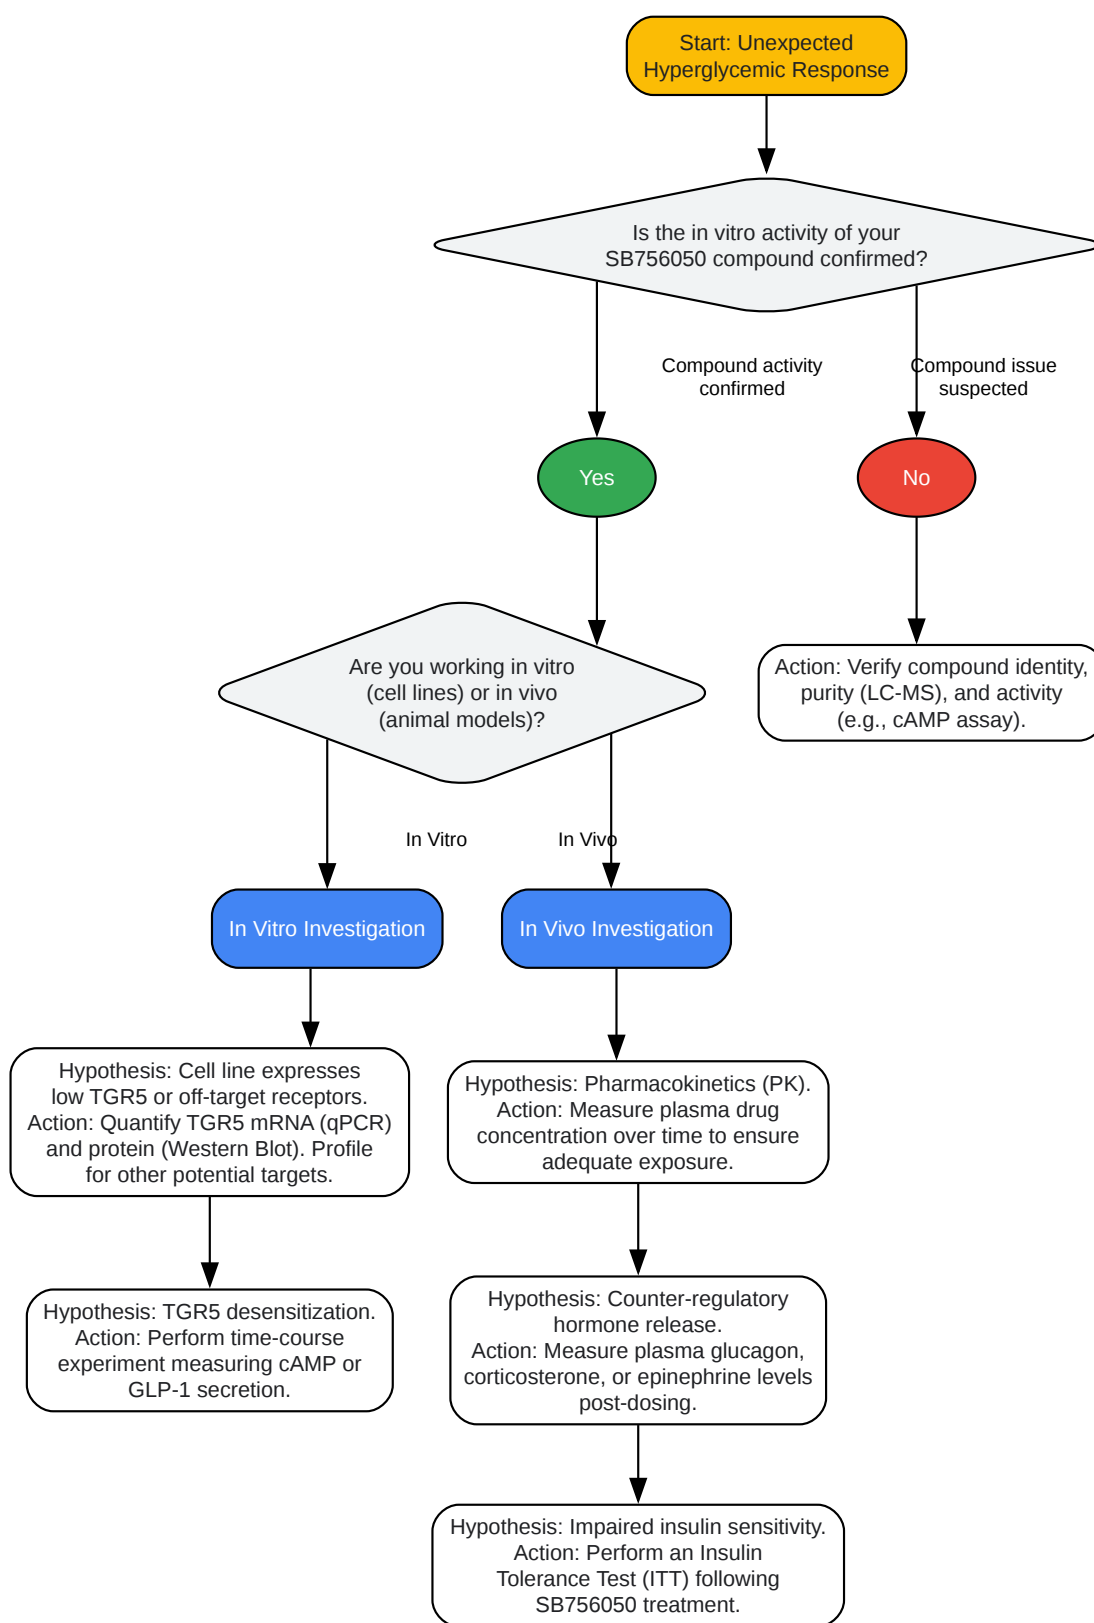 Start: Unexpected
Hyperglycemic Response
Is the in vitro activity of your
SB756050 compound confirmed?
Compound activity
confirmed
Compound issue
suspected
Yes
No
Are you working in vitro
(cell lines) or in vivo
(animal models)?
Action: Verify compound identity,
purity (LC-MS), and activity
(e.g., cAMP assay).
In Vitro
In Vivo
In Vitro Investigation
In Vivo Investigation
Hypothesis: Cell line expresses
low TGR5 or off-target receptors.
Action: Quantify TGR5 mRNA (qPCR)
and protein (Western Blot). Profile
for other potential targets.
Hypothesis: Pharmacokinetics (PK).
Action: Measure plasma drug
concentration over time to ensure
adequate exposure.
Hypothesis: TGR5 desensitization.
Action: Perform time-course
experiment measuring cAMP or
GLP-1 secretion.
Hypothesis: Counter-regulatory
hormone release.
Action: Measure plasma glucagon,
corticosterone, or epinephrine levels
post-dosing.
Hypothesis: Impaired insulin sensitivity.
Action: Perform an Insulin
Tolerance Test (ITT) following
SB756050 treatment.